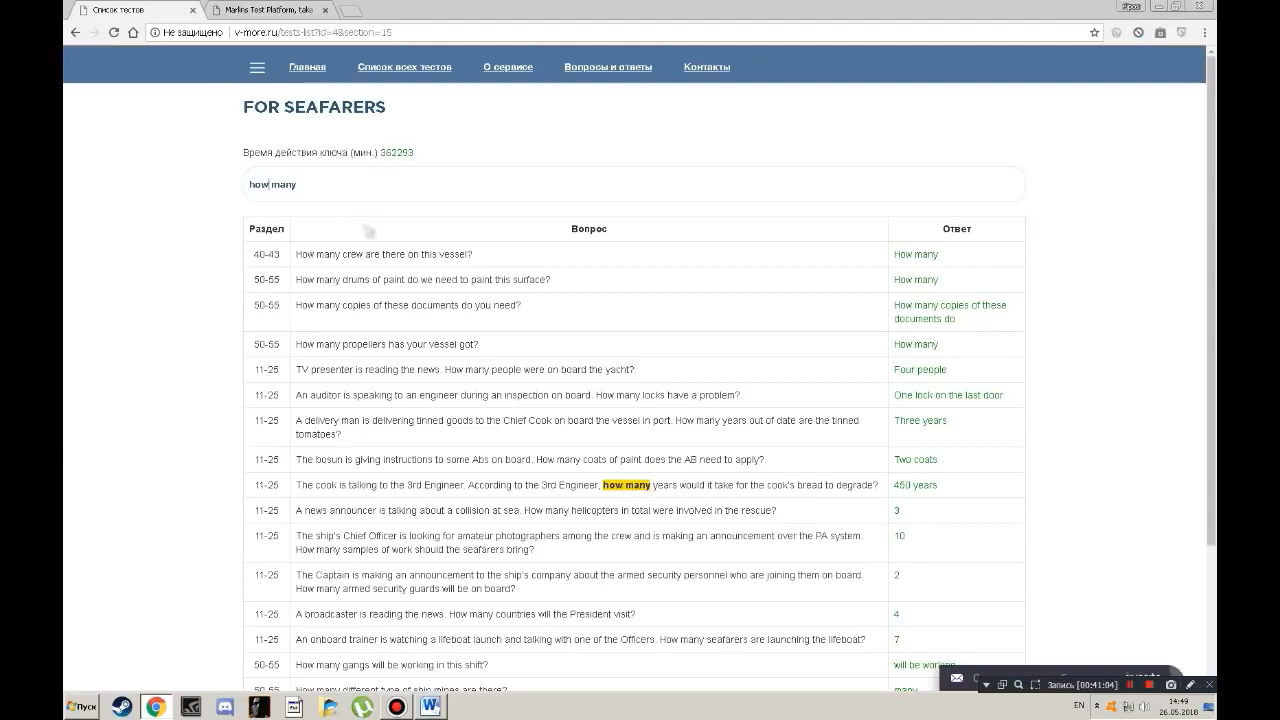 Список тестов
Marlins Test Platform, take
Pipos
Не защищено v-more.ru/tests-list?id=4&section=15
Главная Список всех тестов О сервисе Вопросы и ответы Контакты
FOR SEAFARERS
Время действия ключа (мин.) 362293
how many
Раздел Вопрос Ответ
40-43 How many crew are there on this vessel? How many
50-55 How many drums of paint do we need to paint this surface? How many
50-55 How many copies of these documents do you need? How many copies of these
documents do
50-55 How many propellers has your vessel got? How many
11-25 TV presenter is reading the news. How many people were on board the yacht? Four people
11-25 An auditor is speaking to an engineer during an inspection on board. How many locks have a problem? One lock on the last door
11-25 A delivery man is delivering tinned goods to the Chief Cook on board the vessel in port. How many years out of date are the tinned Three years
tomatoes?
11-25 The bosun is giving instructions to some Abs on board. How many coats of paint does the AB need to apply? Two coats
11-25 The cook is talking to the 3rd Engineer. According to the 3rd Engineer, how many years would it take for the cook's bread to degrade? 450 years
11-25 A news announcer is talking about a collision at sea. How many helicopters in total were involved in the rescue? 3
11-25 The ship's Chief Officer is looking for amateur photographers among the crew and is making an announcement over the PA system. 10
How many samples of work should the seafarers bring?
11-25 The Captain is making an announcement to the ship's company about the armed security personnel who are joining them on board. 2
How many armed security guards will be on board?
11-25 A broadcaster is reading the news. How many countries will the President visit? 4
11-25 An onboard trainer is watching a lifeboat launch and talking with one of the Officers. How many seafarers are launching the lifeboat? 7
50-55 How many gangs will be working in this shift? will be working
50-55 How many different type of ship mines are there? many
Запись [00:41:04]
Пуск
EN
14:49
26.05.2018